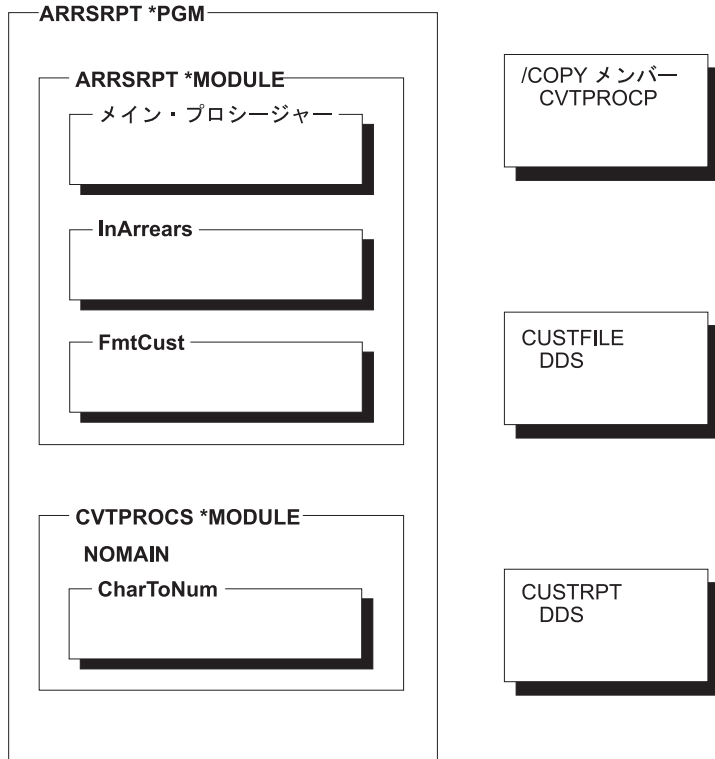 ARRSRPT *PGM
ARRSRPT *MODULE
メイン・プロシージャー
InArrears
FmtCust
CVTPROCS *MODULE
NOMAIN
CharToNum
/COPY メンバー
CVTPROCP
CUSTFILE
DDS
CUSTRPT
DDS